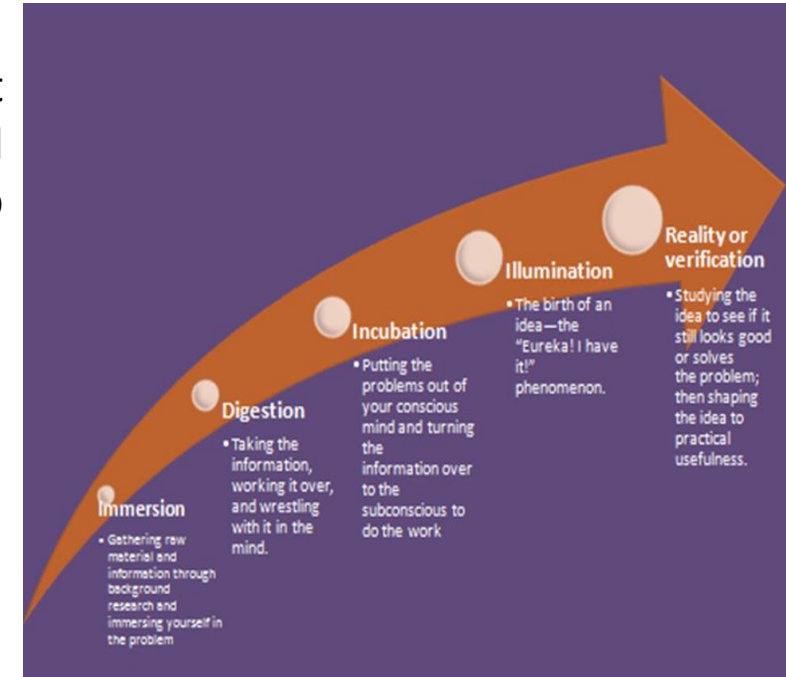 Immersion
▪ Gathering raw
material and
information through
background
research and
immersing yourself in
the problem
Digestion
▪ Taking the
information,
working it over,
and wrestling
with it in the
mind.
Incubation
▪ Putting the
problems out of
your conscious
mind and turning
the
information over
to the
subconscious to
do the work
Illumination
▪ The birth of an
idea—the
“Eureka! I have
it!”
phenomenon.
Reality or
verification
▪ Studying the
idea to see if it
still looks good
or solves
the problem;
then shaping
the idea to
practical
usefulness.